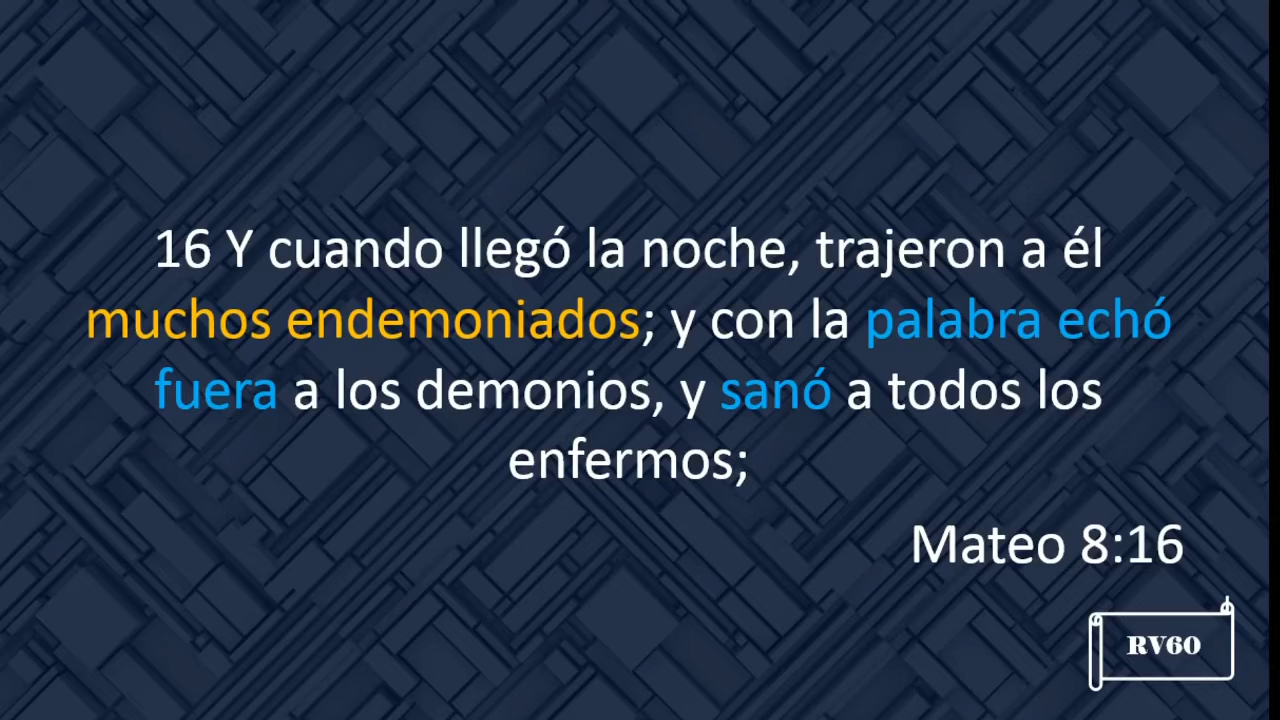 16 Y cuando llegó la noche, trajeron a él
muchos endemoniados; y con la palabra echó
fuera a los demonios, y sanó a todos los
enfermos;
Mateo 8:16
RV60